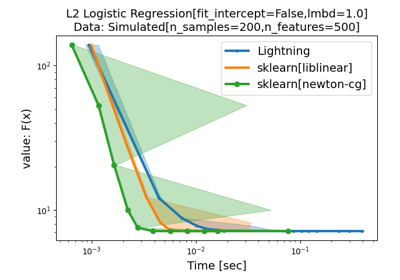 L2 Logistic Regression[fit_intercept=False,lmbd=1.0]
Data: Simulated[n_samples=200,n_features=500]
Lightning
sklearn[liblinear]
sklearn[newton-cg]
value: F(x)
10²
10¹
10⁻³
10⁻²
10⁻¹
Time [sec]